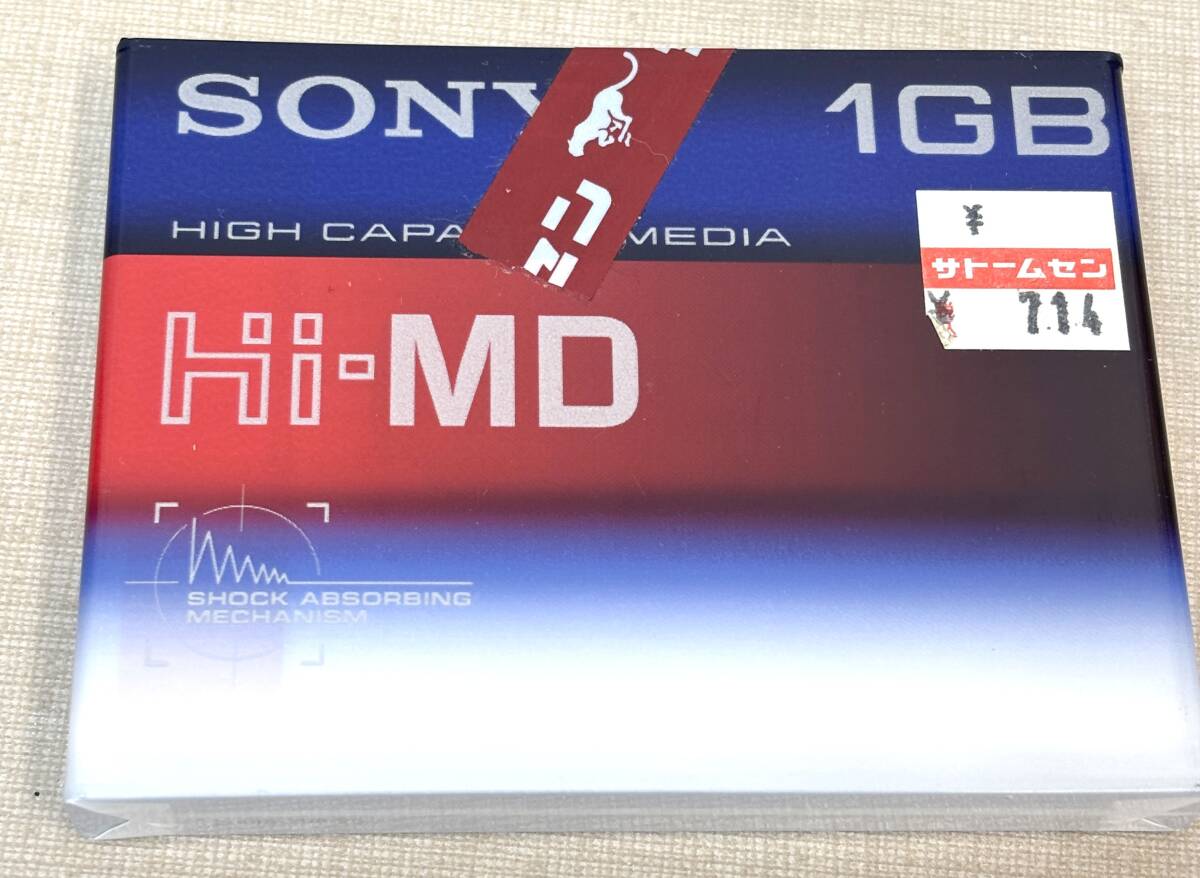 SONY
1GB
HIGH CAPA MEDIA
¥
サトームセン
¥ 714
Hi-MD
SHOCK ABSORBING
MECHANISM